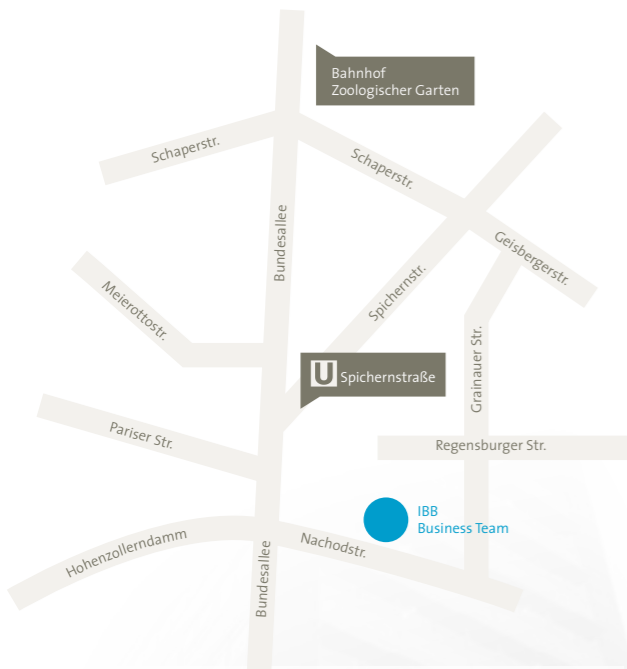 Bahnhof
Zoologischer Garten
Schaperstr.
Schaperstr.
Bundesallee
Geisbergerstr.
Meierottostr.
Spichernstr.
Grainauer Str.
U Spichernstraße
Pariser Str.
Regensburger Str.
IBB
Business Team
Hohenzollerndamm
Nachodstr.
Bundesallee